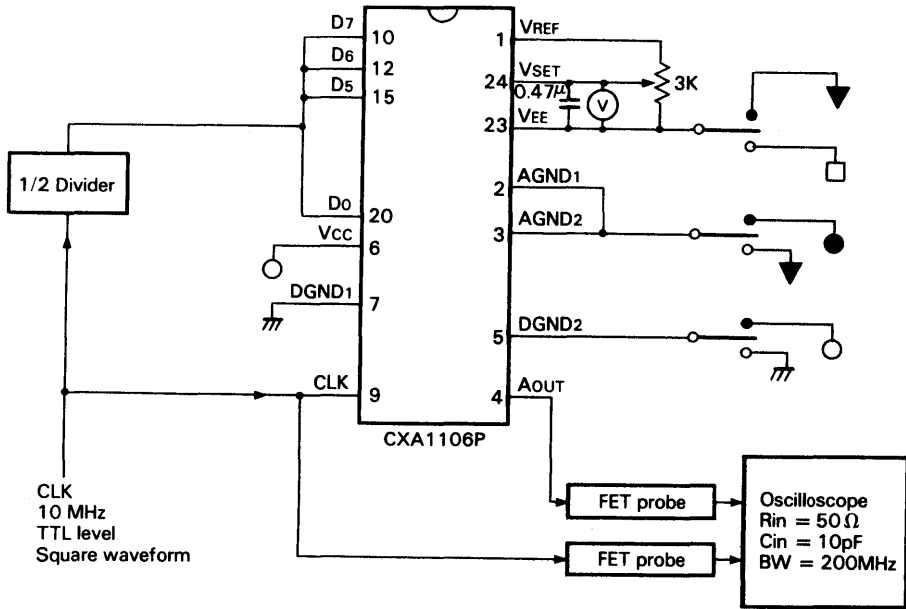 D7
10
D6
12
D5
15
1/2 Divider
D0
20
VCC
6
DGND1
7
CLK
9
CXA1106P
1
VREF
24
VSET
0.47μ
V
3K
23
VEE
2
AGND1
3
AGND2
5
DGND2
4
AOUT
CLK
10 MHz
TTL level
Square waveform
FET probe
FET probe
Oscilloscope
Rin = 50Ω
Cin = 10pF
BW = 200MHz